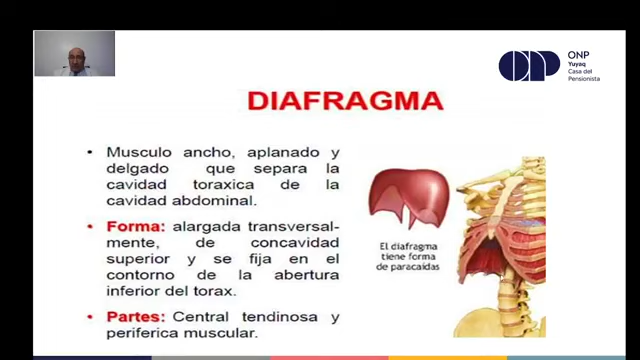 ONP
Yuyaq
Casa del
Pensionista
DIAFRAGMA
• Musculo ancho, aplanado y
delgado que separa la
cavidad toraxica de la
cavidad abdominal.
• Forma: alargada transversal-
mente, de concavidad
superior y se fija en el
contorno de la abertura
inferior del torax.
• Partes: Central tendinosa y
periferica muscular.
El diafragma
tiene forma
de paracaídas